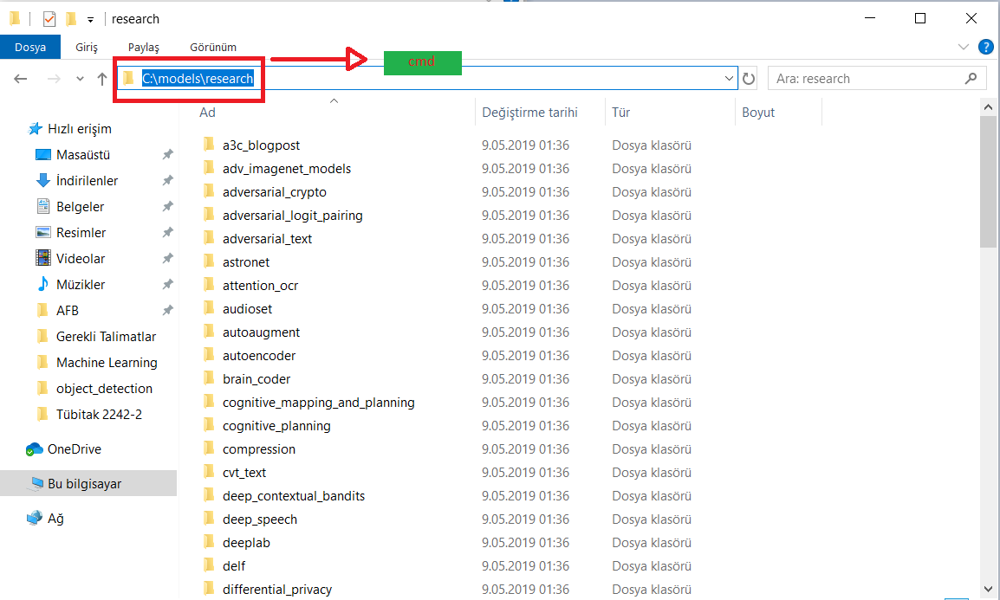 research
Dosya Giriş Paylaş Görünüm
cmd
C:\models\research
Ara: research
Ad Değiştirme tarihi Tür Boyut
Hızlı erişim
Masaüstü
İndirilenler
Belgeler
Resimler
Videolar
Müzikler
AFB
Gerekli Talimatlar
Machine Learning
object_detection
Tübitak 2242-2
OneDrive
Bu bilgisayar
Ağ
a3c_blogpost 9.05.2019 01:36 Dosya klasörü
adv_imagenet_models 9.05.2019 01:36 Dosya klasörü
adversarial_crypto 9.05.2019 01:36 Dosya klasörü
adversarial_logit_pairing 9.05.2019 01:36 Dosya klasörü
adversarial_text 9.05.2019 01:36 Dosya klasörü
astronet 9.05.2019 01:36 Dosya klasörü
attention_ocr 9.05.2019 01:36 Dosya klasörü
audioset 9.05.2019 01:36 Dosya klasörü
autoaugment 9.05.2019 01:36 Dosya klasörü
autoencoder 9.05.2019 01:36 Dosya klasörü
brain_coder 9.05.2019 01:36 Dosya klasörü
cognitive_mapping_and_planning 9.05.2019 01:36 Dosya klasörü
cognitive_planning 9.05.2019 01:36 Dosya klasörü
compression 9.05.2019 01:36 Dosya klasörü
cvt_text 9.05.2019 01:36 Dosya klasörü
deep_contextual_bandits 9.05.2019 01:36 Dosya klasörü
deep_speech 9.05.2019 01:36 Dosya klasörü
deeplab 9.05.2019 01:36 Dosya klasörü
delf 9.05.2019 01:36 Dosya klasörü
differential_privacy 9.05.2019 01:36 Dosya klasörü